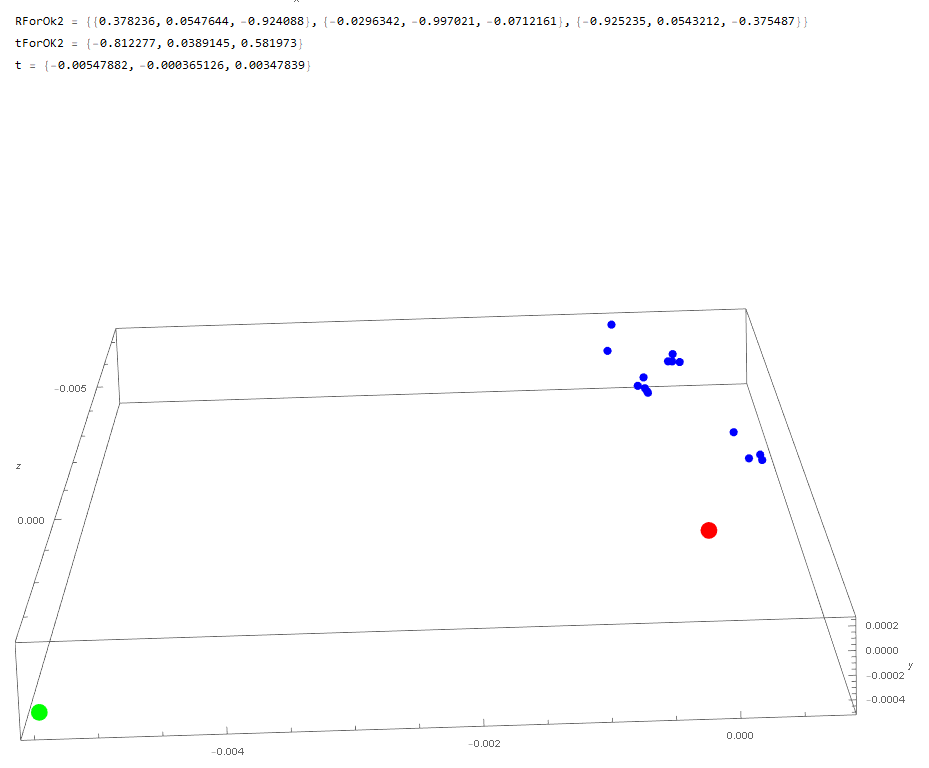 RForOk2 = {{0.378236, 0.0547644, -0.924088}, {-0.0296342, -0.997021, -0.0712161}, {-0.925235, 0.0543212, -0.375487}}
tForOK2 = {-0.812277, 0.0389145, 0.581973}
t = {-0.00547882, -0.000365126, 0.00347839}
-0.005
z
0.000
0.0002
0.0000
y
-0.0002
-0.0004
0.000
-0.002
-0.004